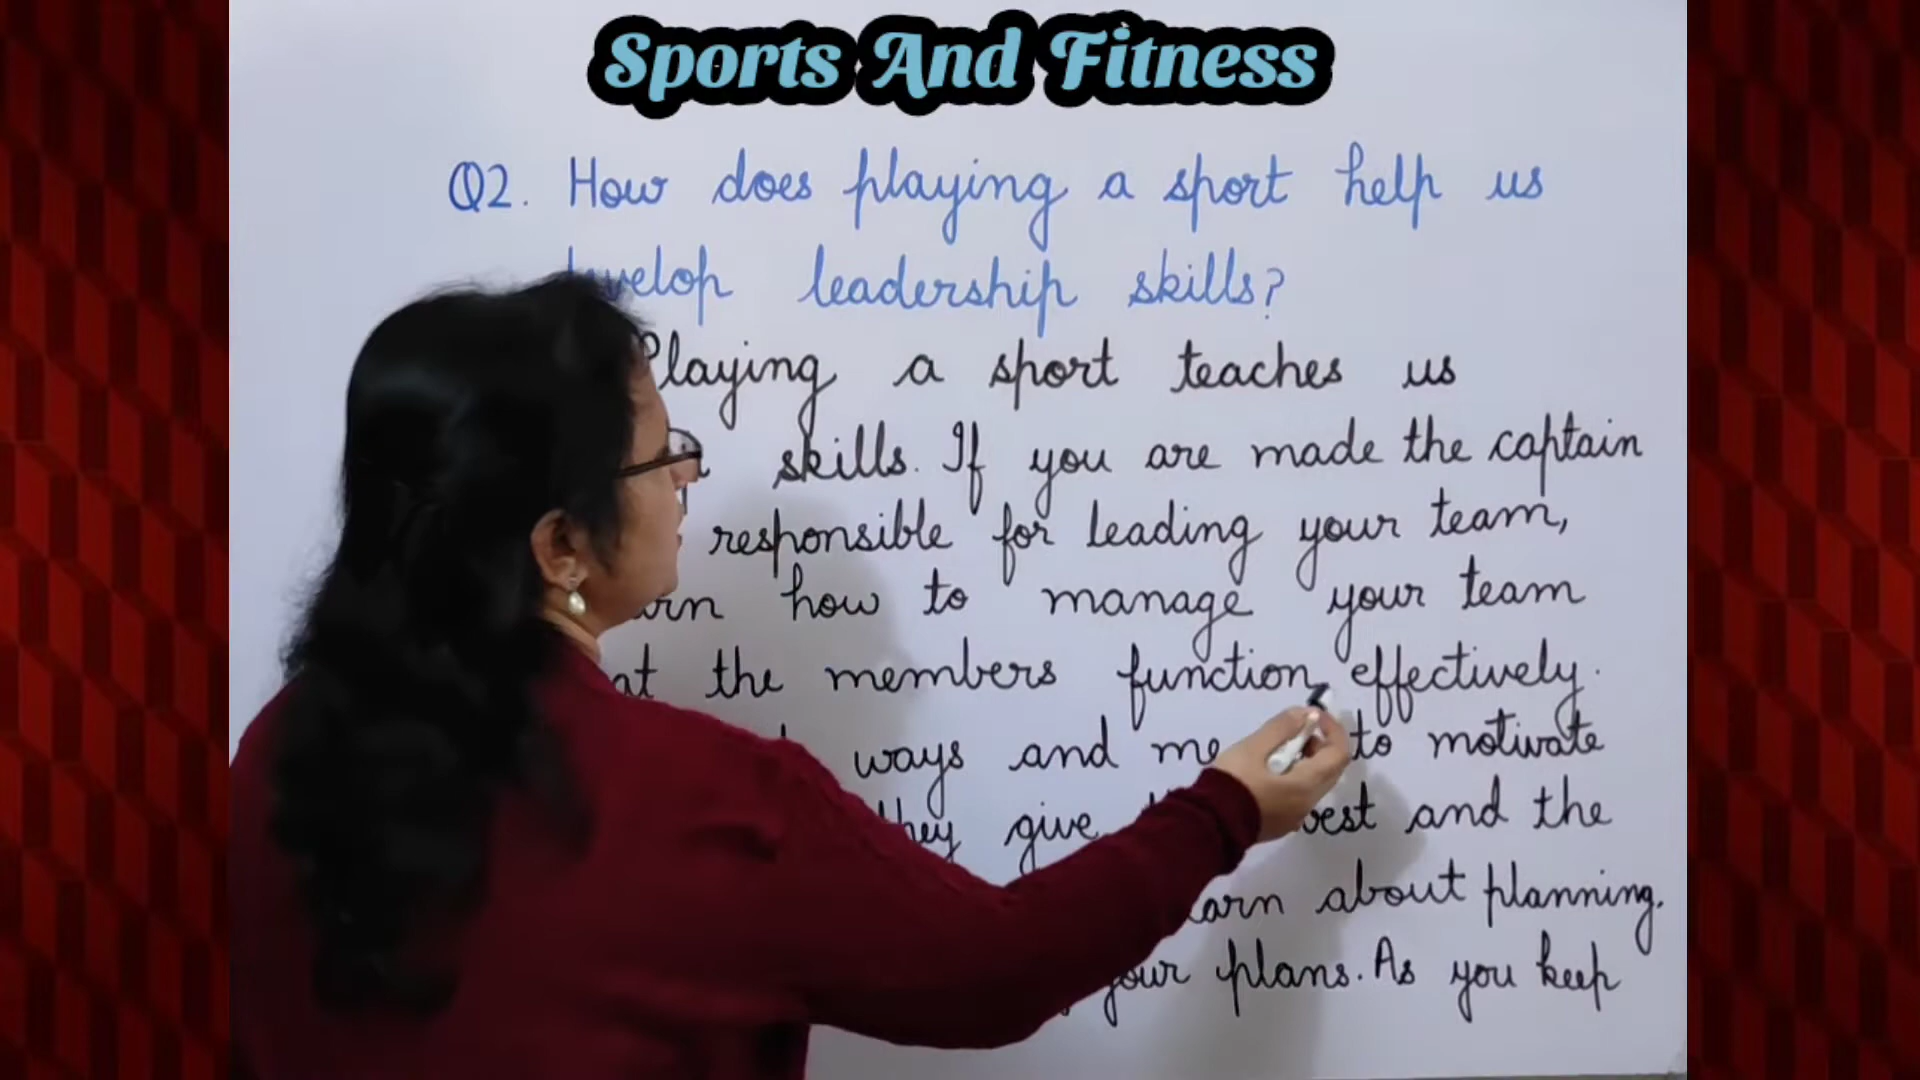 Sports And Fitness
Q2. How does playing a sport help us
leadership skills?
Playing a sport teaches us
skills. If you are made the captain
responsible for leading your team,
how to manage your team
the members function effectively.
ways and to motivate
give and the
about planning.
your plans. As you keep